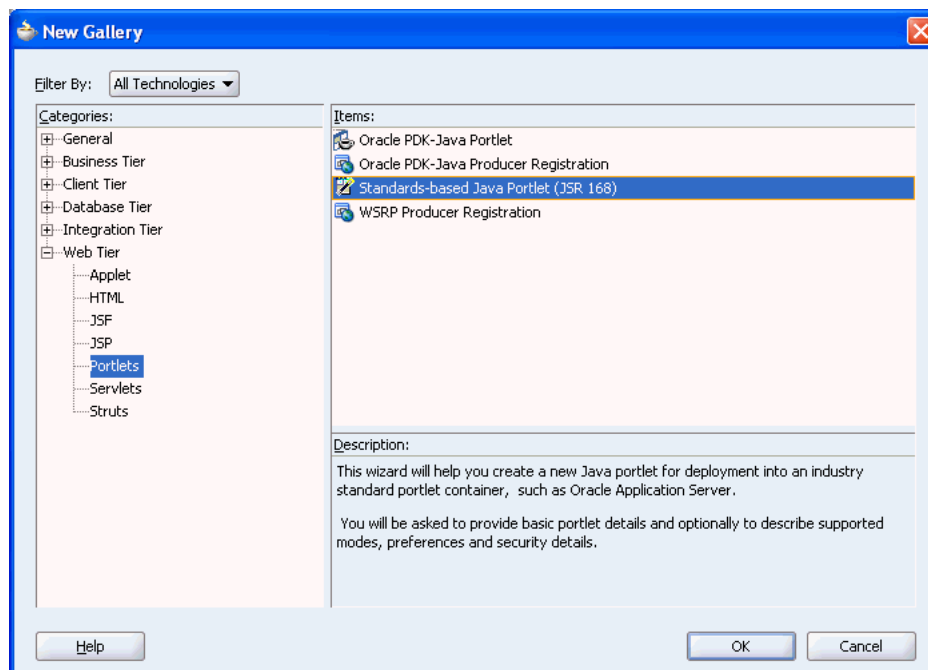 New Gallery
Filter By: All Technologies
Categories:
General
Business Tier
Client Tier
Database Tier
Integration Tier
Web Tier
Applet
HTML
JSF
JSP
Portlets
Servlets
Struts
Items:
Oracle PDK-Java Portlet
Oracle PDK-Java Producer Registration
Standards-based Java Portlet (JSR 168)
WSRP Producer Registration
Description:
This wizard will help you create a new Java portlet for deployment into an industry
standard portlet container, such as Oracle Application Server.
You will be asked to provide basic portlet details and optionally to describe supported
modes, preferences and security details.
Help
OK
Cancel